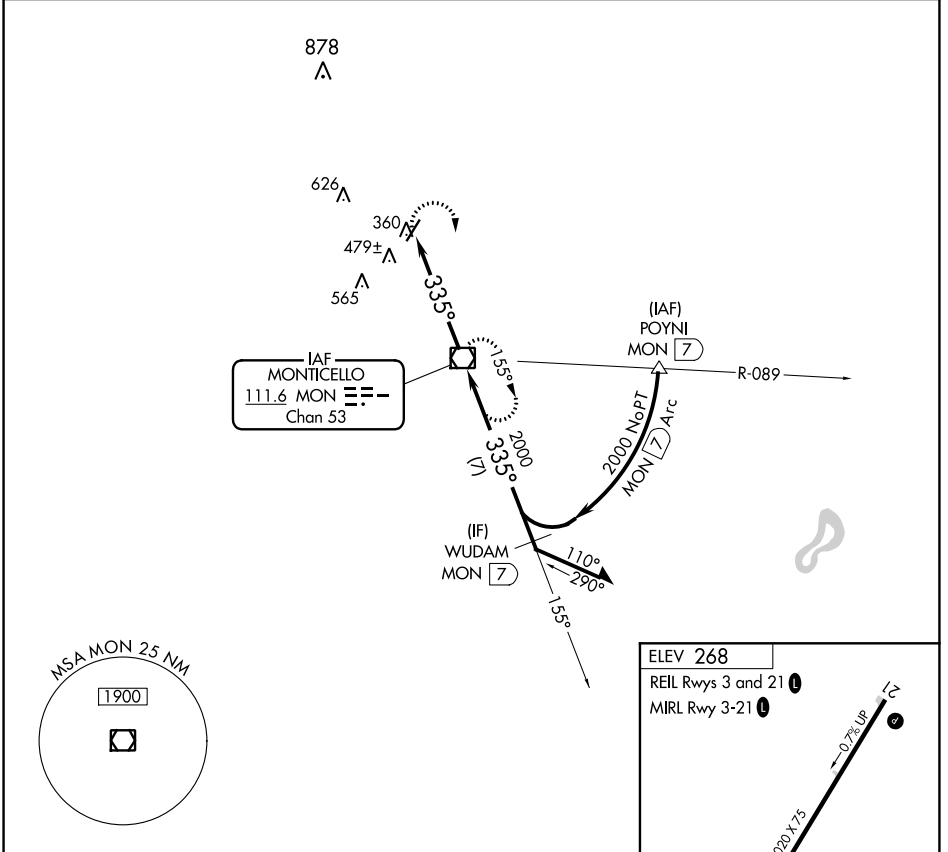 878
626
360
479±
565
335°
IAF
MONTICELLO
111.6 MON
Chan 53
155°
(IAF)
POYNI
MON 7
R-089
2000 NoPT
MON 7 Arc
2000
335°
(7)
(IF)
WUDAM
MON 7
110°
290°
155°
MSA MON 25 NM
1900
ELEV 268
REIL Rwys 3 and 21 L
MIRL Rwy 3-21 L
21
P
0.7% UP
020 X 75